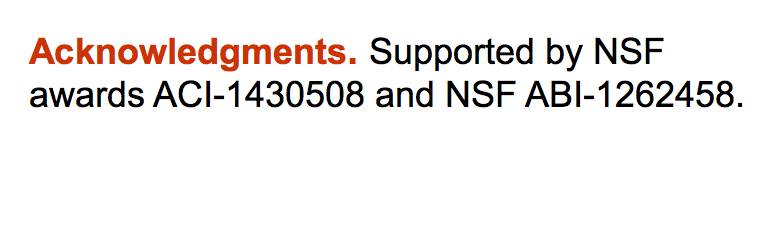 Acknowledgments. Supported by NSF
awards ACI-1430508 and NSF ABI-1262458.